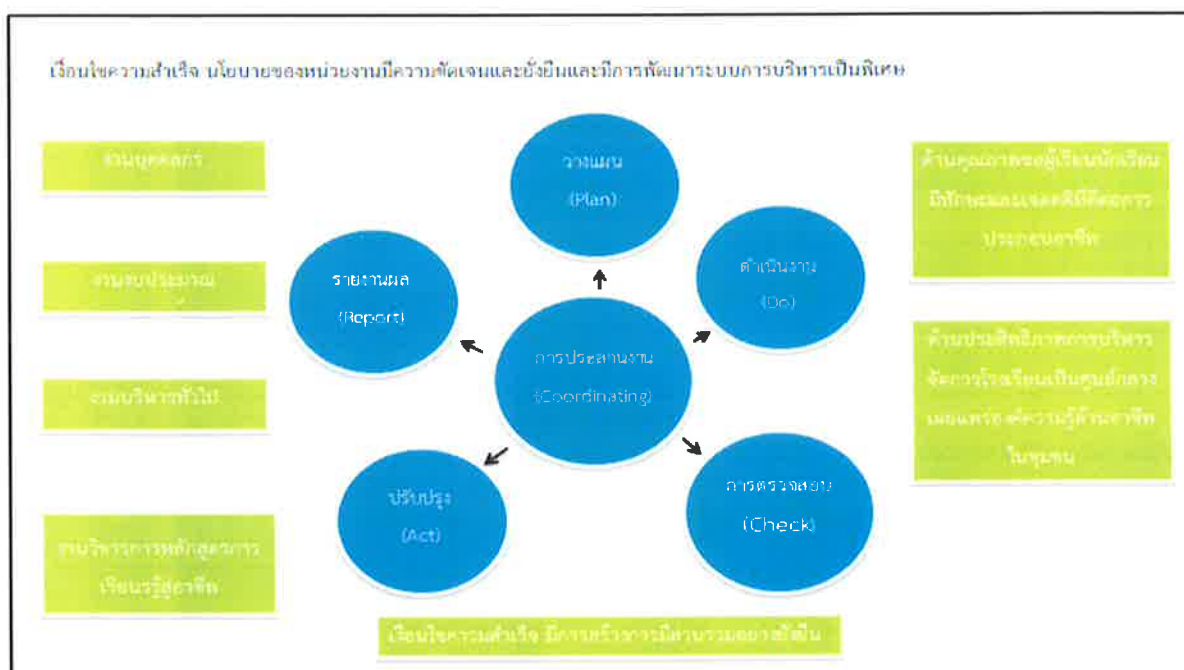 เงื่อนไขความสำเร็จ นโยบายของหน่วยงานมีความชัดเจนและยั่งยืนและมีการพัฒนาระบบการบริหารเป็นพิเศษ
งานบุคคลากร
งานงบประมาณ
งานบริหารทั่วไป
งานวิชาการหลักสูตรการ
เรียนรู้สู่อาชีพ
วางแผน
(Plan)
ดำเนินงาน
(Do)
การตรวจสอบ
(Check)
ปรับปรุง
(Act)
รายงานผล
(Report)
การประสานงาน
(Coordinating)
ด้านคุณภาพของผู้เรียนนักเรียน
มีทักษะและเจตคติมีดีต่อการ
ประกอบอาชีพ
ด้านประสิทธิภาพการบริหาร
จัดการโรงเรียนเป็นศูนย์กลาง
เผยแพร่องค์ความรู้ด้านอาชีพ
ในชุมชน
เงื่อนไขความสำเร็จ มีการสร้างการมีส่วนร่วมอย่างยั่งยืน